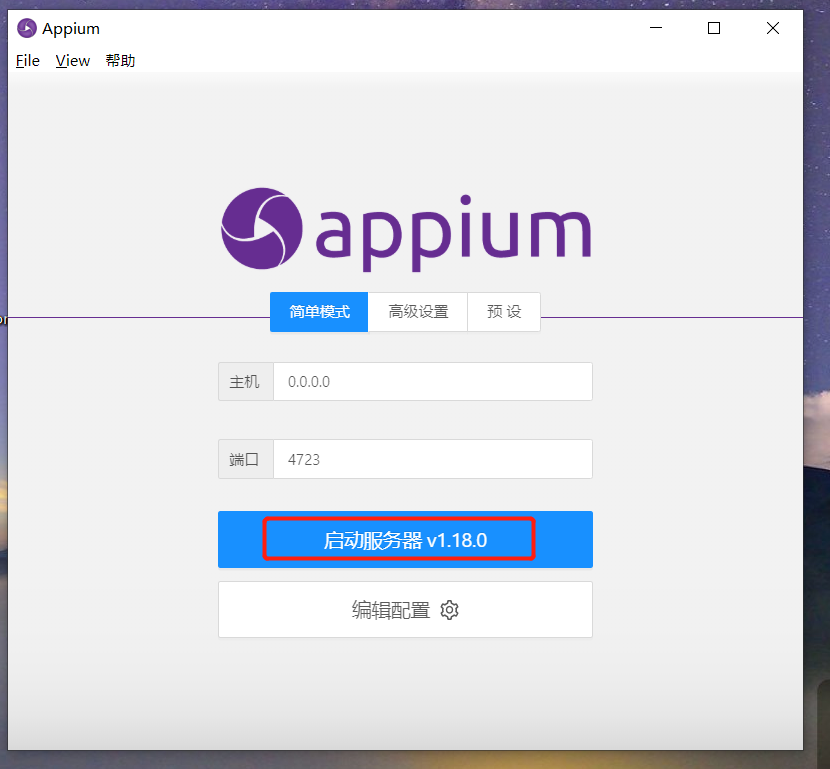 Appium
File View 帮助
appium
简单模式 高级设置 预 设
主机 0.0.0.0
端口 4723
启动服务器 v1.18.0
编辑配置